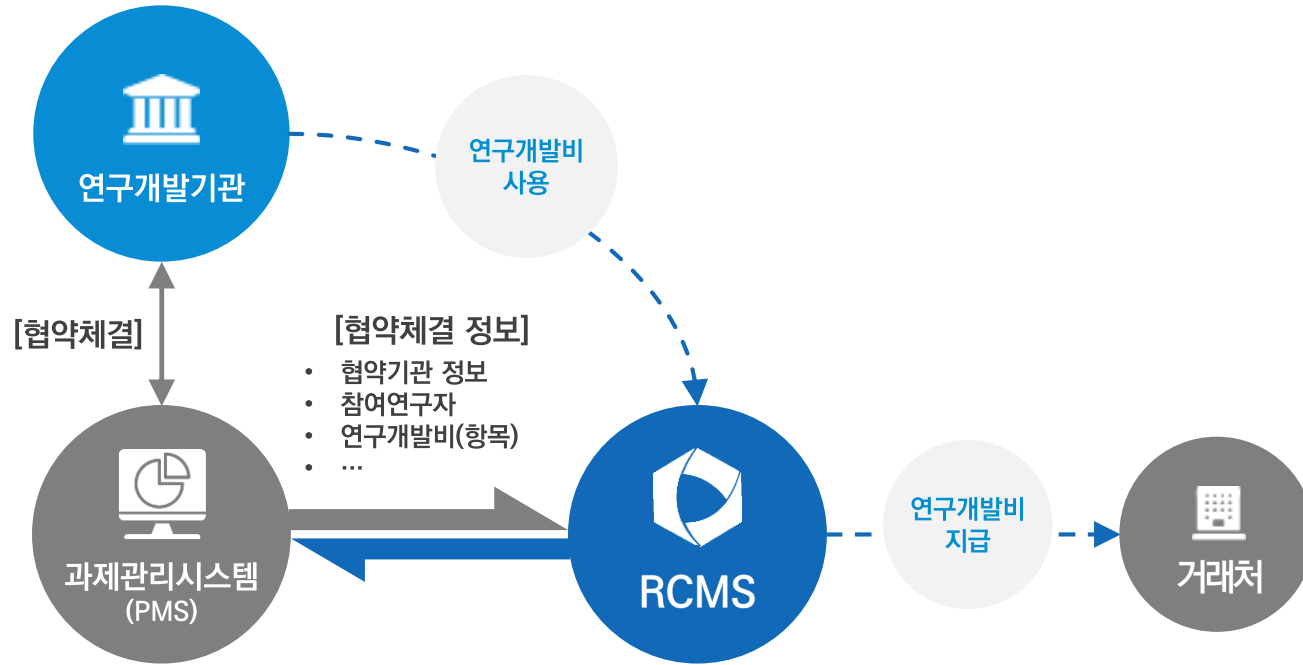 연구개발기관
연구개발비
사용
[협약체결]
[협약체결 정보]
• 협약기관 정보
• 참여연구자
• 연구개발비(항목)
• ...
과제관리시스템
(PMS)
RCMS
연구개발비
지급
거래처